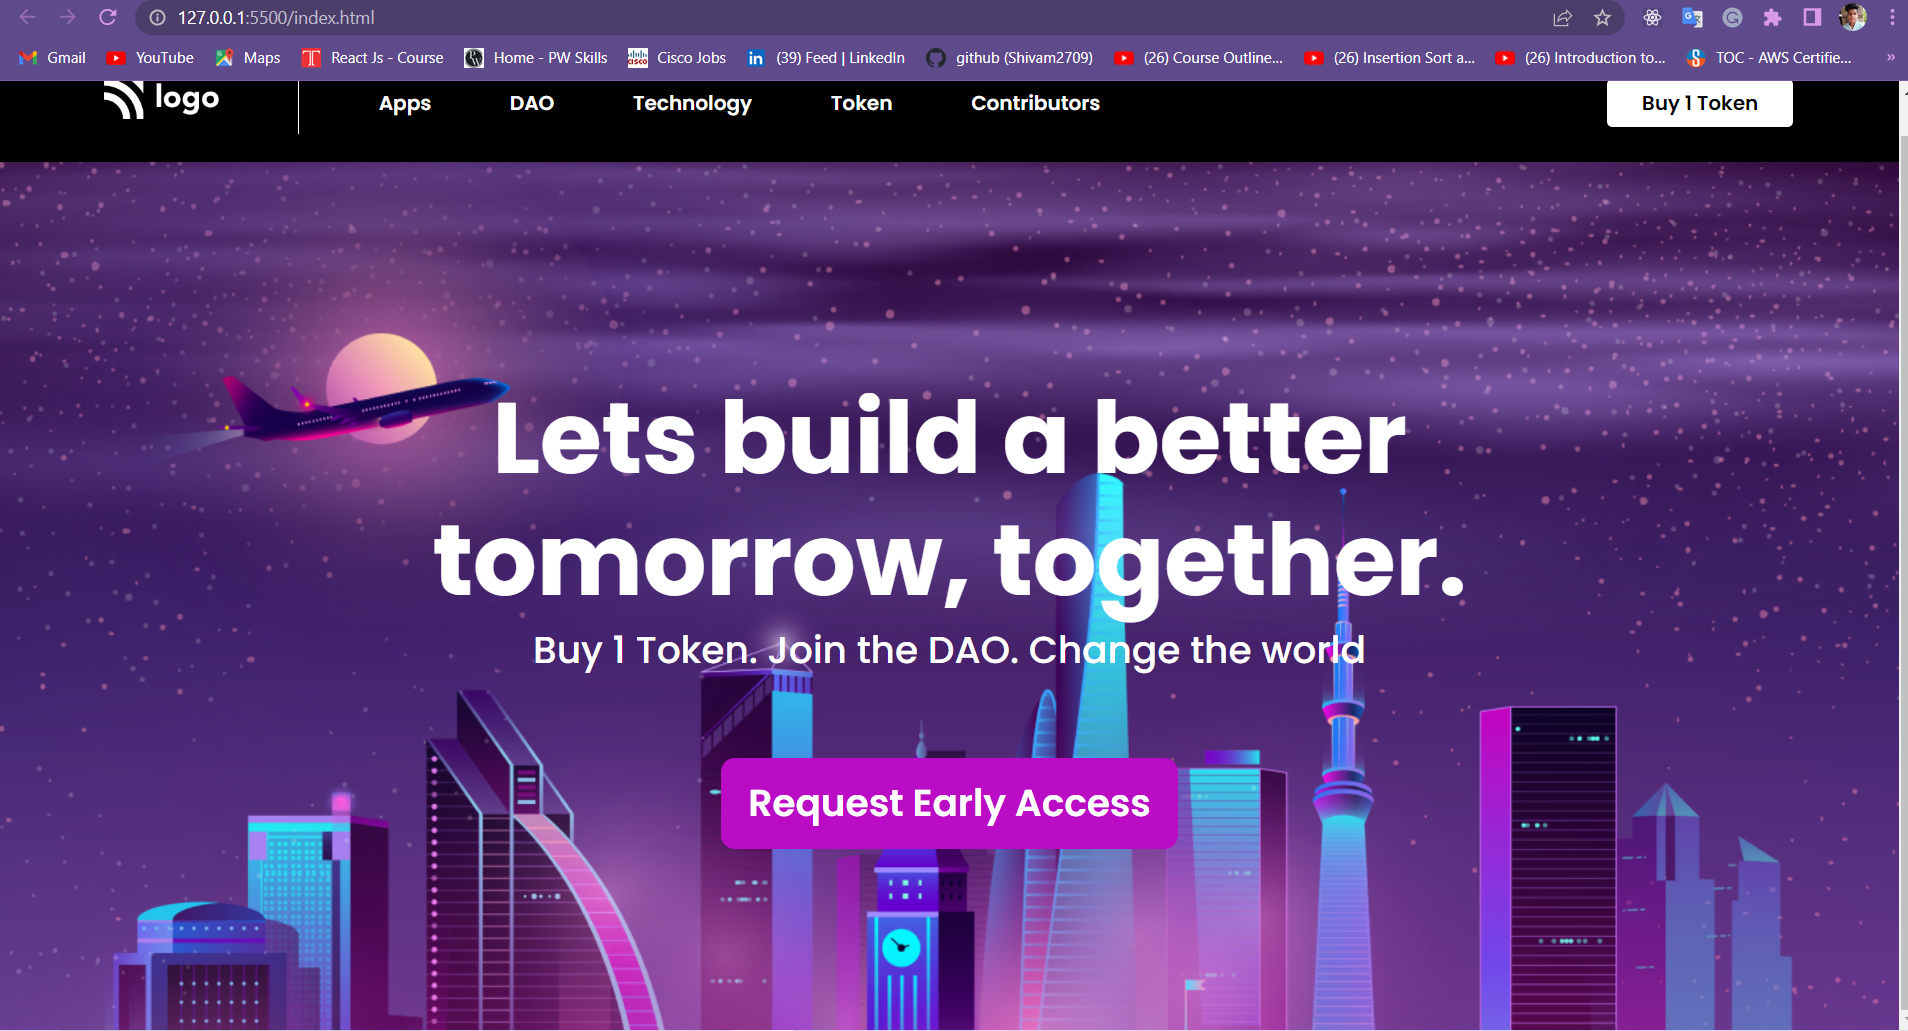 127.0.0.1:5500/index.html
Gmail YouTube Maps React Js - Course Home - PW Skills Cisco Jobs (39) Feed | LinkedIn github (Shivam2709) (26) Course Outline... (26) Insertion Sort a... (26) Introduction to... TOC - AWS Certifie... »
logo Apps DAO Technology Token Contributors Buy 1 Token
Lets build a better
tomorrow, together.
Buy 1 Token. Join the DAO. Change the world
Request Early Access